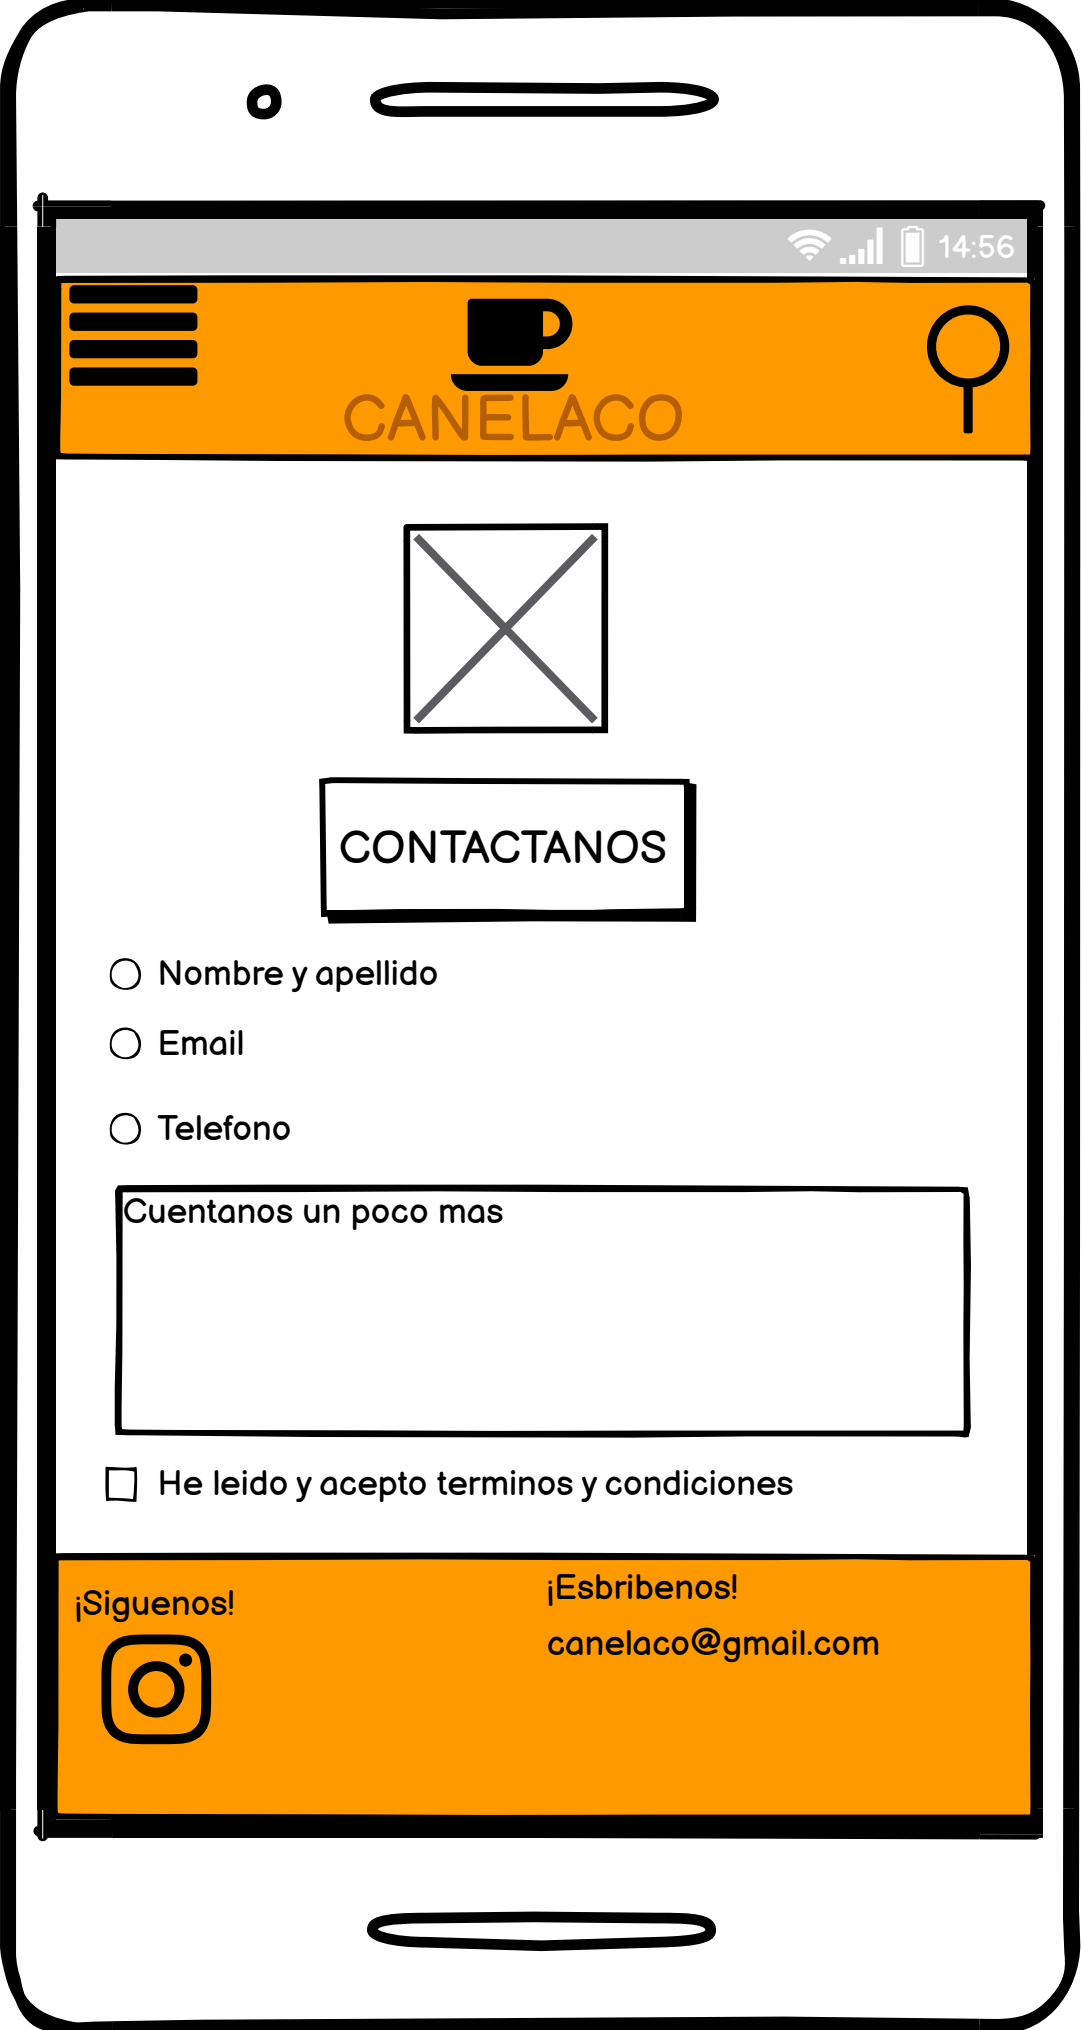 14:56
CANELACO
CONTACTANOS
Nombre y apellido
Email
Telefono
Cuentanos un poco mas
He leido y acepto terminos y condiciones
¡Siguenos!
¡Esbribenos!
canelaco@gmail.com